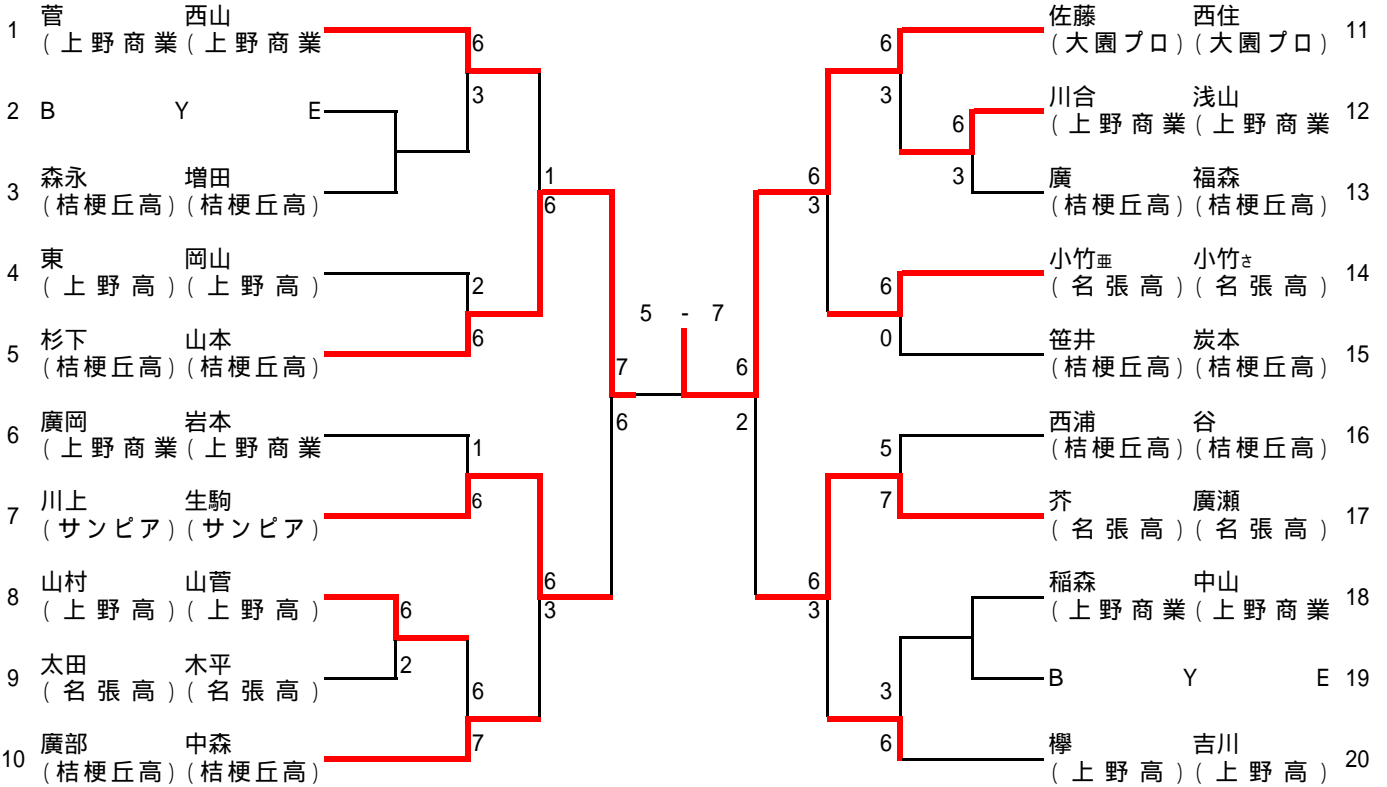 1 菅 西山
(上野商業(上野商業
2 B Y E
3 森永 増田
(桔梗丘高)(桔梗丘高)
4 東 岡山
(上野高)(上野高)
5 杉下 山本
(桔梗丘高)(桔梗丘高)
6 廣岡 岩本
(上野商業(上野商業
7 川上 生駒
(サンピア)(サンピア)
8 山村 山菅
(上野高)(上野高)
9 太田 木平
(名張高)(名張高)
10 廣部 中森
(桔梗丘高)(桔梗丘高)
6
3
2
6
1
6
6
2
6
7
1
6
6
3
7
6
5 - 7
6
2
6
3
6
3
6
3
6
3
6
0
5
7
3
6
佐藤 西住 11
(大園プロ)(大園プロ)
川合 浅山 12
(上野商業(上野商業
廣 福森 13
(桔梗丘高)(桔梗丘高)
小竹亜 小竹さ 14
(名張高)(名張高)
笹井 炭本 15
(桔梗丘高)(桔梗丘高)
西浦 谷 16
(桔梗丘高)(桔梗丘高)
芥 廣瀬 17
(名張高)(名張高)
稲森 中山 18
(上野商業(上野商業
B Y E 19
欅 吉川 20
(上野高)(上野高)